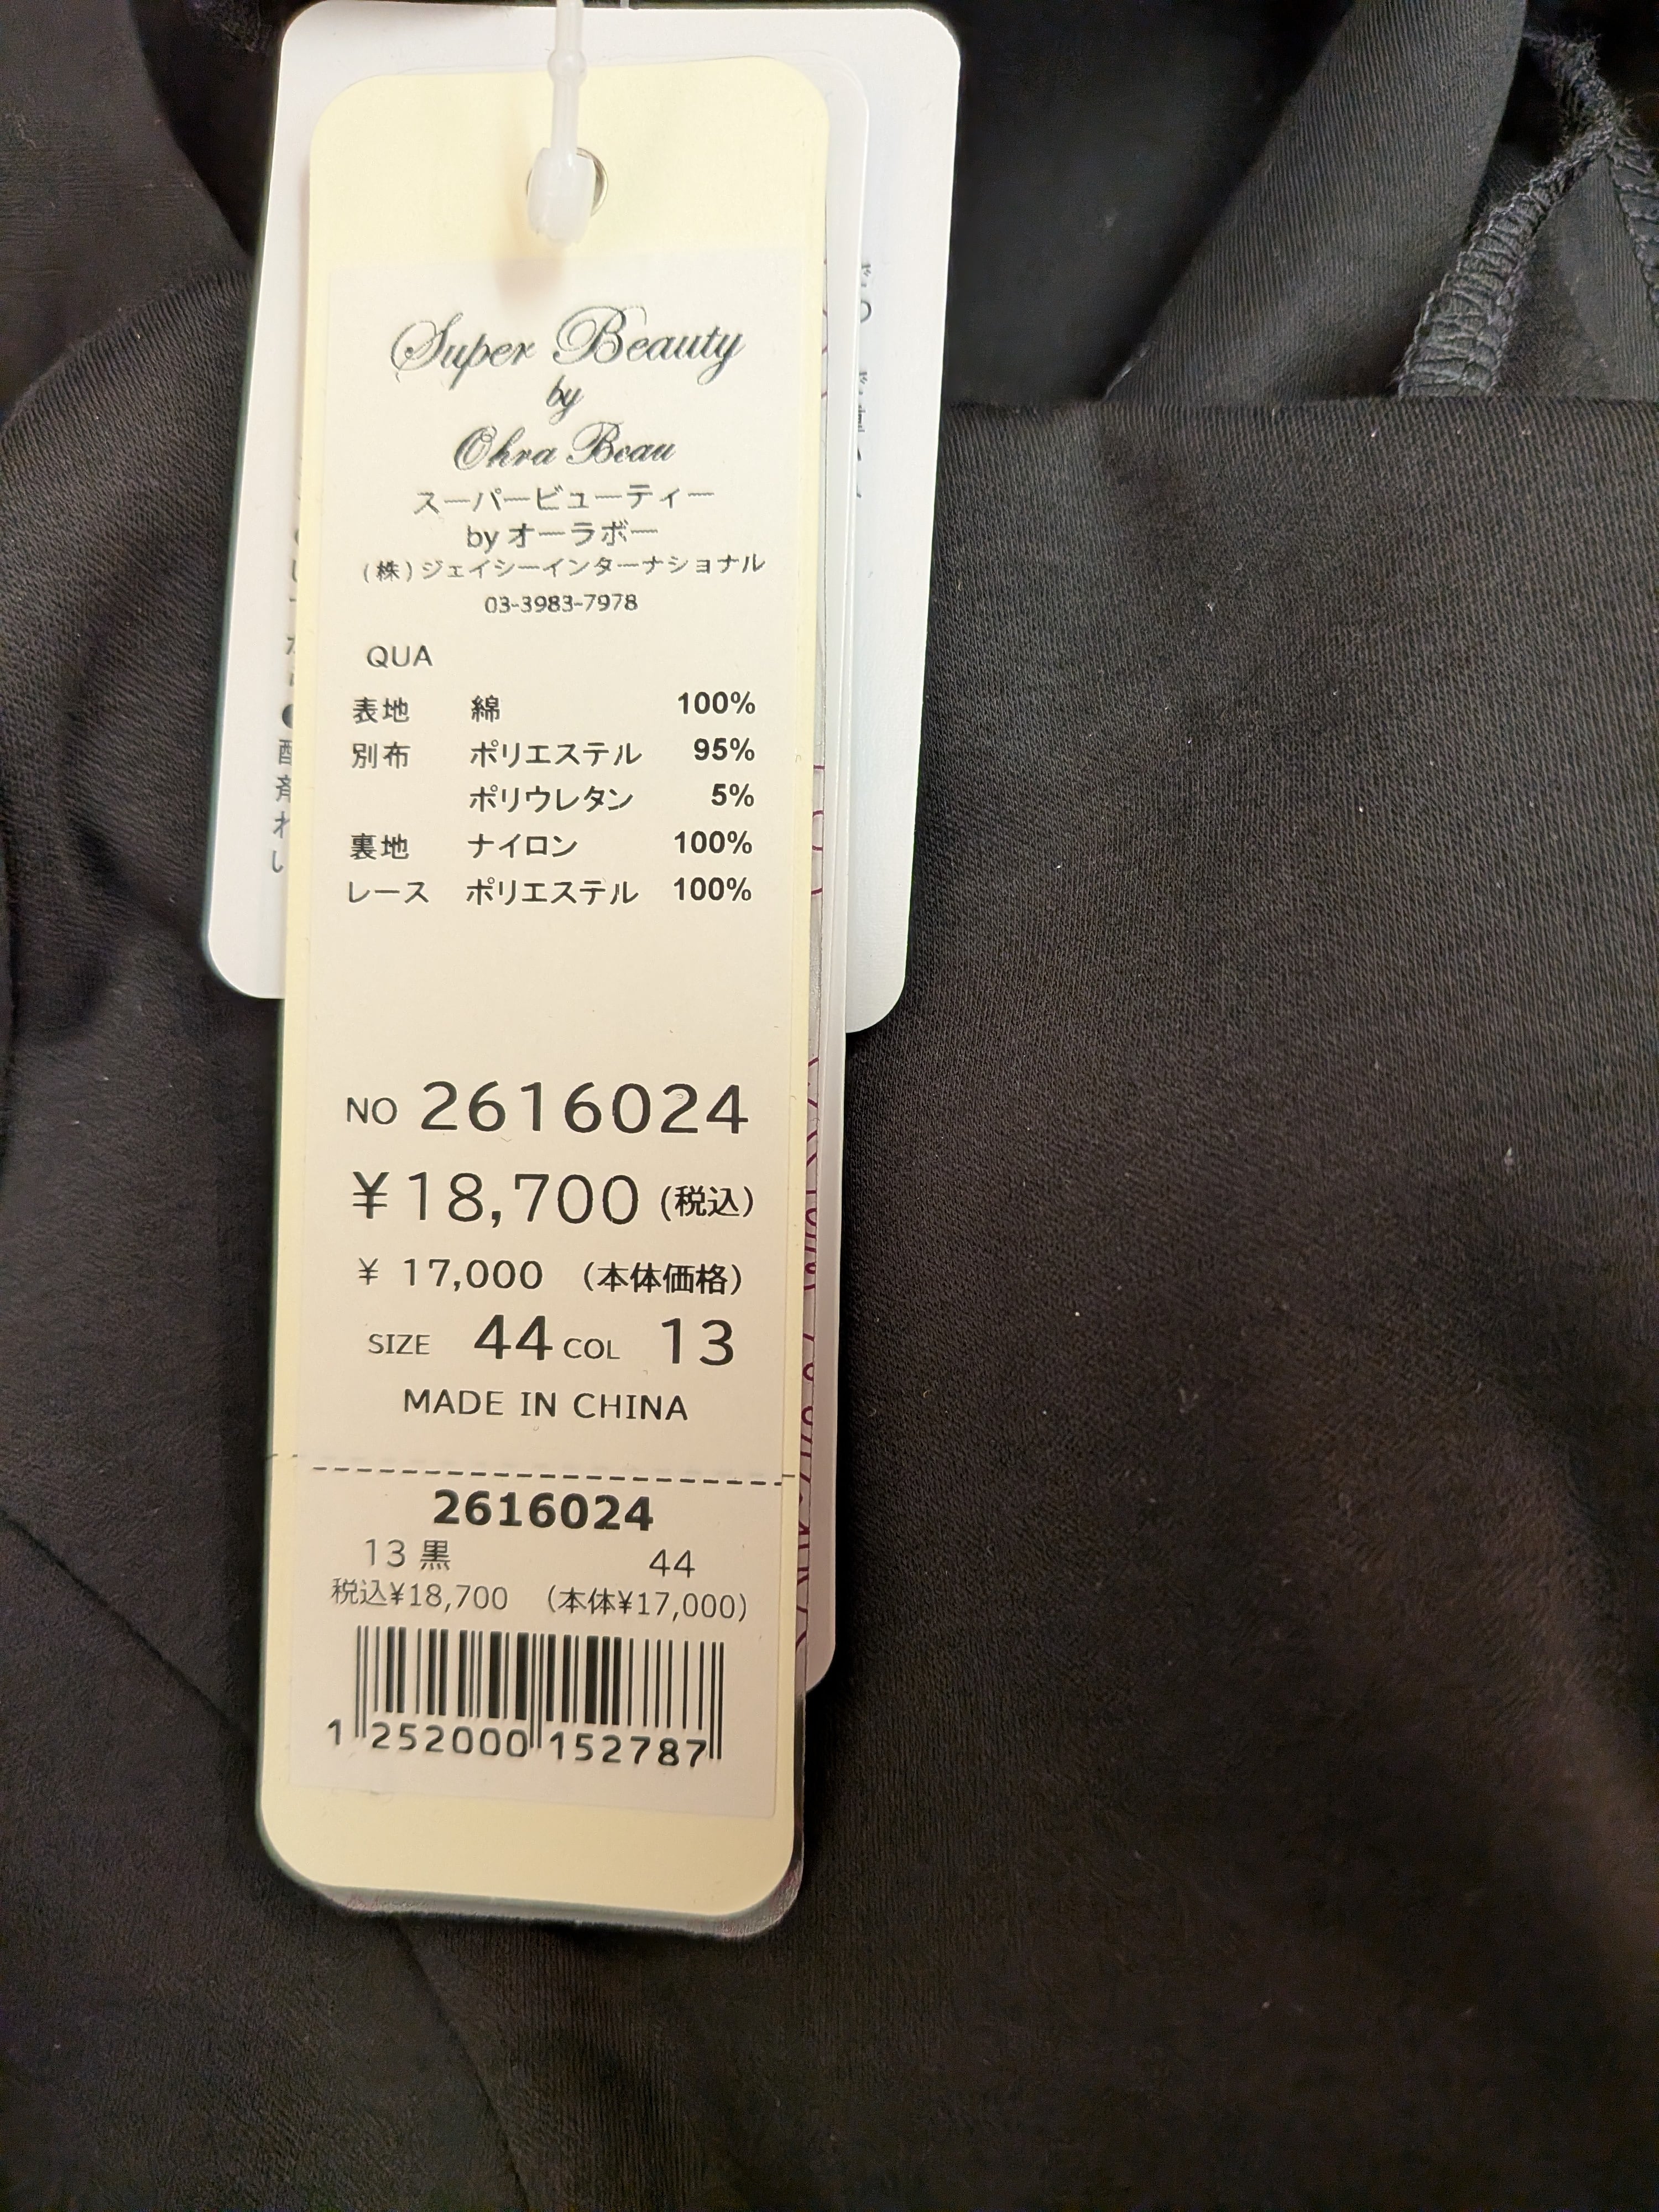 Super Beauty
by
Ohra Beau
スーパービューティー
by オーラボー
(株)ジェイシーインターナショナル
03-3983-7978
QUA
表地 綿 100%
別布 ポリエステル 95%
ポリウレタン 5%
裏地 ナイロン 100%
レース ポリエステル 100%
NO 2616024
¥18,700 (税込)
¥ 17,000 (本体価格)
SIZE 44 COL 13
MADE IN CHINA
2616024
13 黒 44
税込¥18,700 (本体¥17,000)
1 252000 152787